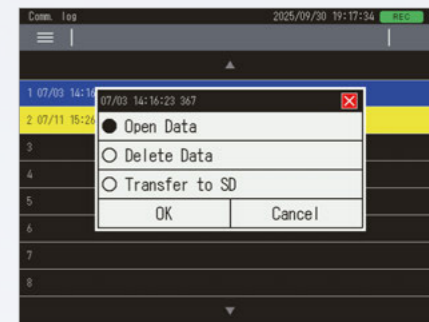 Comm. log 2025/09/30 19:17:34 REC
1 07/03 14:16
07/03 14:16:23 367
2 07/11 15:26
Open Data
3
Delete Data
4
Transfer to SD
5
OK Cancel
6
7
8